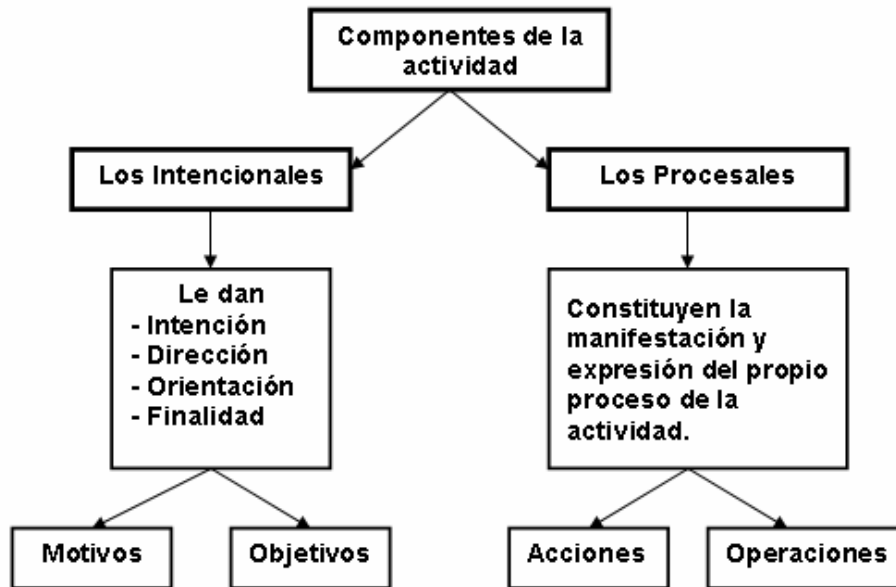 Componentes de la
actividad
Los Intencionales
Los Procesales
Le dan
- Intención
- Dirección
- Orientación
- Finalidad
Constituyen la
manifestación y
expresión del propio
proceso de la
actividad.
Motivos
Objetivos
Acciones
Operaciones